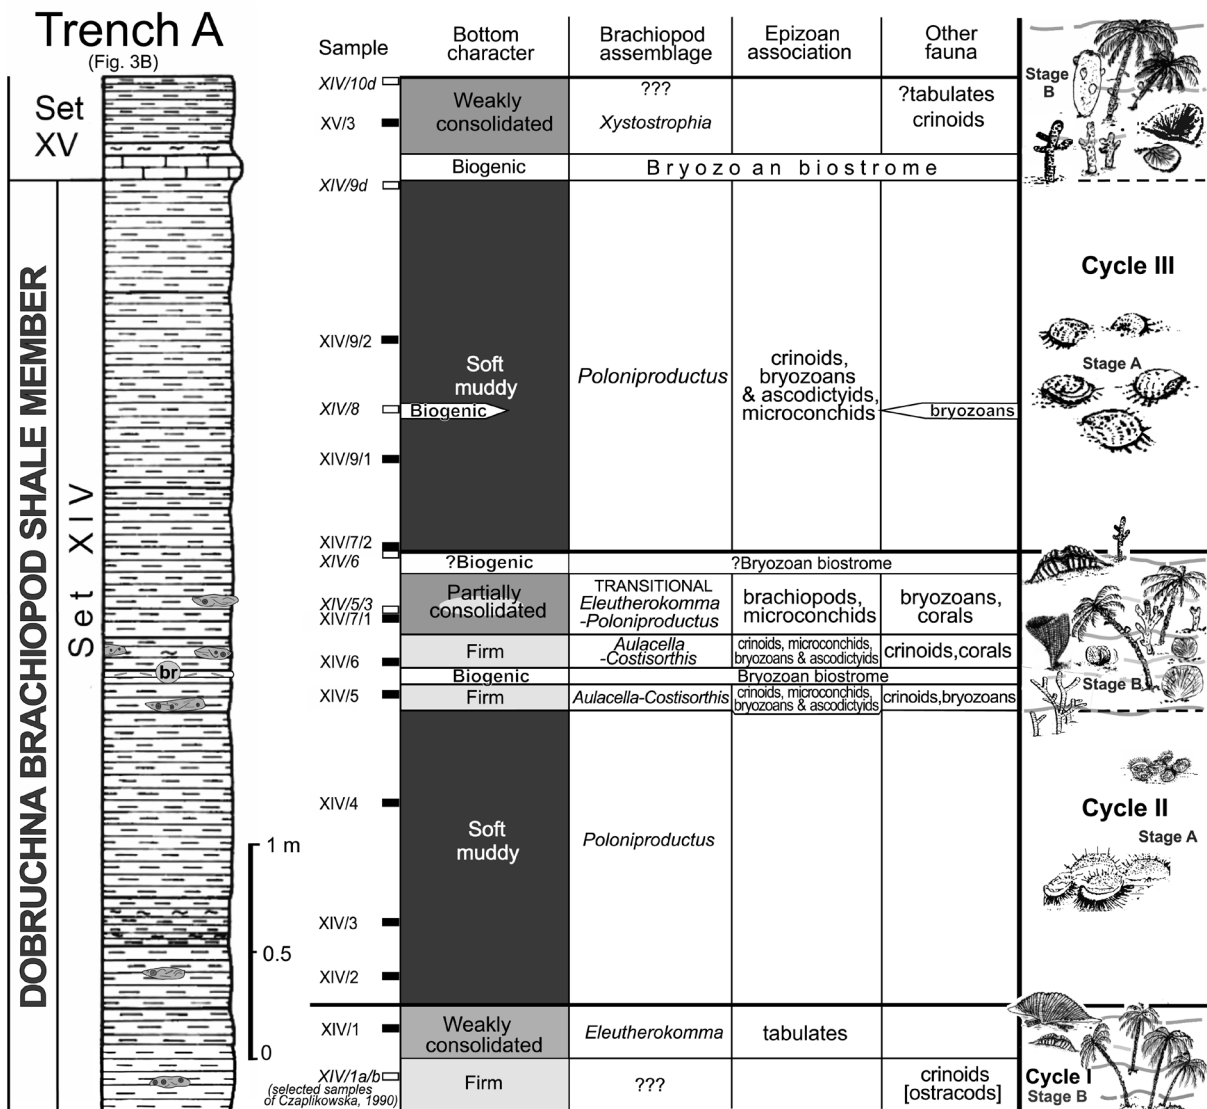 Trench A
(Fig. 3B)
Set
XV
DOBRUCHNA BRACHIOPOD SHALE MEMBER
Set XIV
br
1 m
0.5
0
Sample
Bottom
character
Brachiopod
assemblage
Epizoan
association
Other
fauna
XIV/10d
XV/3
Weakly
consolidated
???
Xystostrophia
?tabulates
crinoids
Stage
B
Biogenic
Bryozoan biostrome
XIV/9d
XIV/9/2
XIV/8
XIV/9/1
XIV/7/2
Soft
muddy
Biogenic
Poloniproductus
crinoids,
bryozoans
& ascodictyids,
microconchids
bryozoans
Cycle III
Stage A
XIV/6
?Biogenic
?Bryozoan biostrome
XIV/5/3
XIV/7/1
Partially
consolidated
TRANSITIONAL
Eleutherokomma
-Poloniproductus
brachiopods,
microconchids
bryozoans,
corals
XIV/6
Firm
Aulacella
-Costisorthis
crinoids, microconchids,
bryozoans & ascodictyids
crinoids,corals
Biogenic
Bryozoan biostrome
Stage B
XIV/5
Firm
Aulacella-Costisorthis
crinoids, microconchids,
bryozoans & ascodictyids
crinoids,bryozoans
XIV/4
XIV/3
XIV/2
Soft
muddy
Poloniproductus
Cycle II
Stage A
XIV/1
Weakly
consolidated
Eleutherokomma
tabulates
XIV/1a/b
(selected samples
of Czaplikowska, 1990)
Firm
???
crinoids
[ostracods]
Cycle I
Stage B